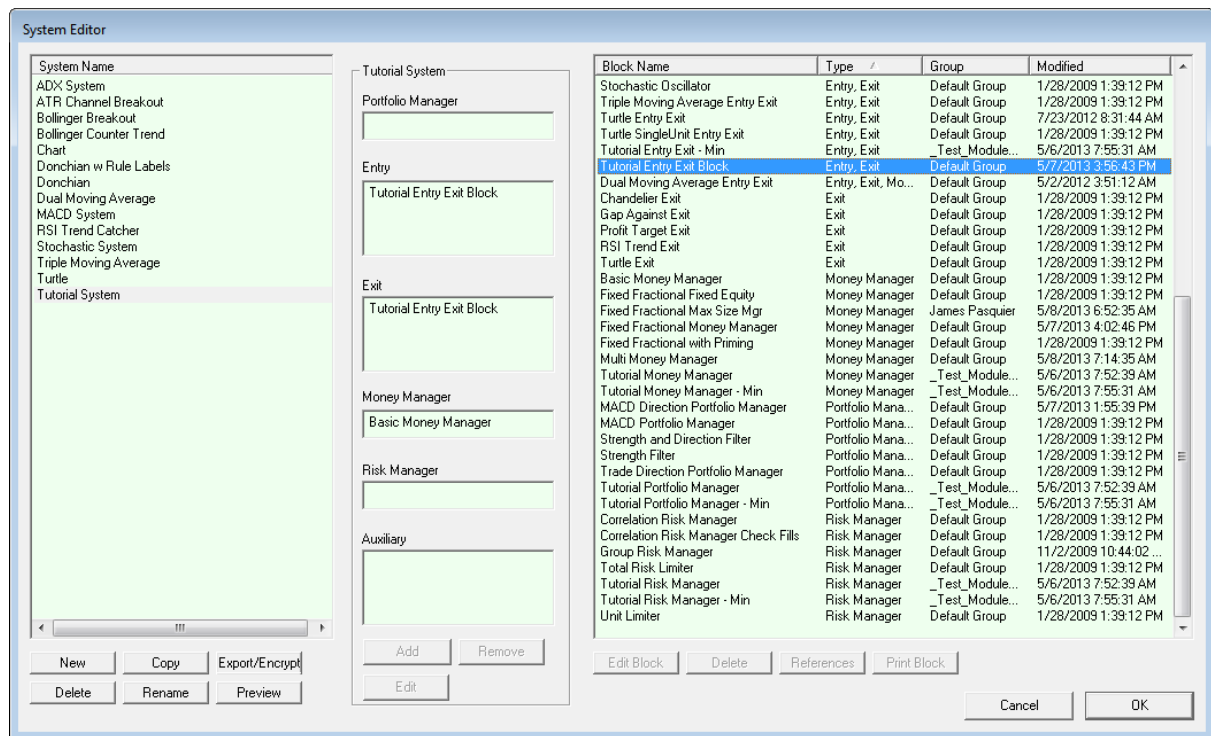 System Editor
System Name
ADX System
ATR Channel Breakout
Bollinger Breakout
Bollinger Counter Trend
Chart
Donchian w Rule Labels
Donchian
Dual Moving Average
MACD System
RSI Trend Catcher
Stochastic System
Triple Moving Average
Turtle
Tutorial System
New Copy Export/Encrypt
Delete Rename Preview
Tutorial System
Portfolio Manager
Entry
Tutorial Entry Exit Block
Exit
Tutorial Entry Exit Block
Money Manager
Basic Money Manager
Risk Manager
Auxiliary
Add Remove
Edit
Block Name Type Group Modified
Stochastic Oscillator Entry, Exit Default Group 1/28/2009 1:39:12 PM
Triple Moving Average Entry Exit Entry, Exit Default Group 1/28/2009 1:39:12 PM
Turtle Entry Exit Entry, Exit Default Group 7/23/2012 8:31:44 AM
Turtle SingleUnit Entry Exit Entry, Exit Default Group 1/28/2009 1:39:12 PM
Tutorial Entry Exit - Min Entry, Exit _Test_Module... 5/6/2013 7:55:31 AM
Tutorial Entry Exit Block Entry, Exit Default Group 5/7/2013 3:56:43 PM
Dual Moving Average Entry Exit Entry, Exit, Mo... Default Group 5/2/2012 3:51:12 AM
Chandelier Exit Exit Default Group 1/28/2009 1:39:12 PM
Gap Against Exit Exit Default Group 1/28/2009 1:39:12 PM
Profit Target Exit Exit Default Group 1/28/2009 1:39:12 PM
RSI Trend Exit Exit Default Group 1/28/2009 1:39:12 PM
Turtle Exit Exit Default Group 1/28/2009 1:39:12 PM
Basic Money Manager Money Manager Default Group 1/28/2009 1:39:12 PM
Fixed Fractional Fixed Equity Money Manager Default Group 1/28/2009 1:39:12 PM
Fixed Fractional Max Size Mgr Money Manager James Pasquier 5/8/2013 6:52:35 AM
Fixed Fractional Money Manager Money Manager Default Group 5/7/2013 4:02:46 PM
Fixed Fractional with Priming Money Manager Default Group 1/28/2009 1:39:12 PM
Multi Money Manager Money Manager Default Group 5/8/2013 7:14:35 AM
Tutorial Money Manager Money Manager _Test_Module... 5/6/2013 7:52:39 AM
Tutorial Money Manager - Min Money Manager _Test_Module... 5/6/2013 7:55:31 AM
MACD Direction Portfolio Manager Portfolio Mana... Default Group 5/7/2013 1:55:39 PM
MACD Portfolio Manager Portfolio Mana... Default Group 1/28/2009 1:39:12 PM
Strength and Direction Filter Portfolio Mana... Default Group 1/28/2009 1:39:12 PM
Strength Filter Portfolio Mana... Default Group 1/28/2009 1:39:12 PM
Trade Direction Portfolio Manager Portfolio Mana... Default Group 1/28/2009 1:39:12 PM
Tutorial Portfolio Manager Portfolio Mana... _Test_Module... 5/6/2013 7:52:39 AM
Tutorial Portfolio Manager - Min Portfolio Mana... _Test_Module... 5/6/2013 7:55:31 AM
Correlation Risk Manager Risk Manager Default Group 1/28/2009 1:39:12 PM
Correlation Risk Manager Check Fills Risk Manager Default Group 1/28/2009 1:39:12 PM
Group Risk Manager Risk Manager Default Group 11/2/2009 10:44:02 ...
Total Risk Limiter Risk Manager Default Group 1/28/2009 1:39:12 PM
Tutorial Risk Manager Risk Manager _Test_Module... 5/6/2013 7:52:39 AM
Tutorial Risk Manager - Min Risk Manager _Test_Module... 5/6/2013 7:55:31 AM
Unit Limiter Risk Manager Default Group 1/28/2009 1:39:12 PM
Edit Block Delete References Print Block
Cancel OK